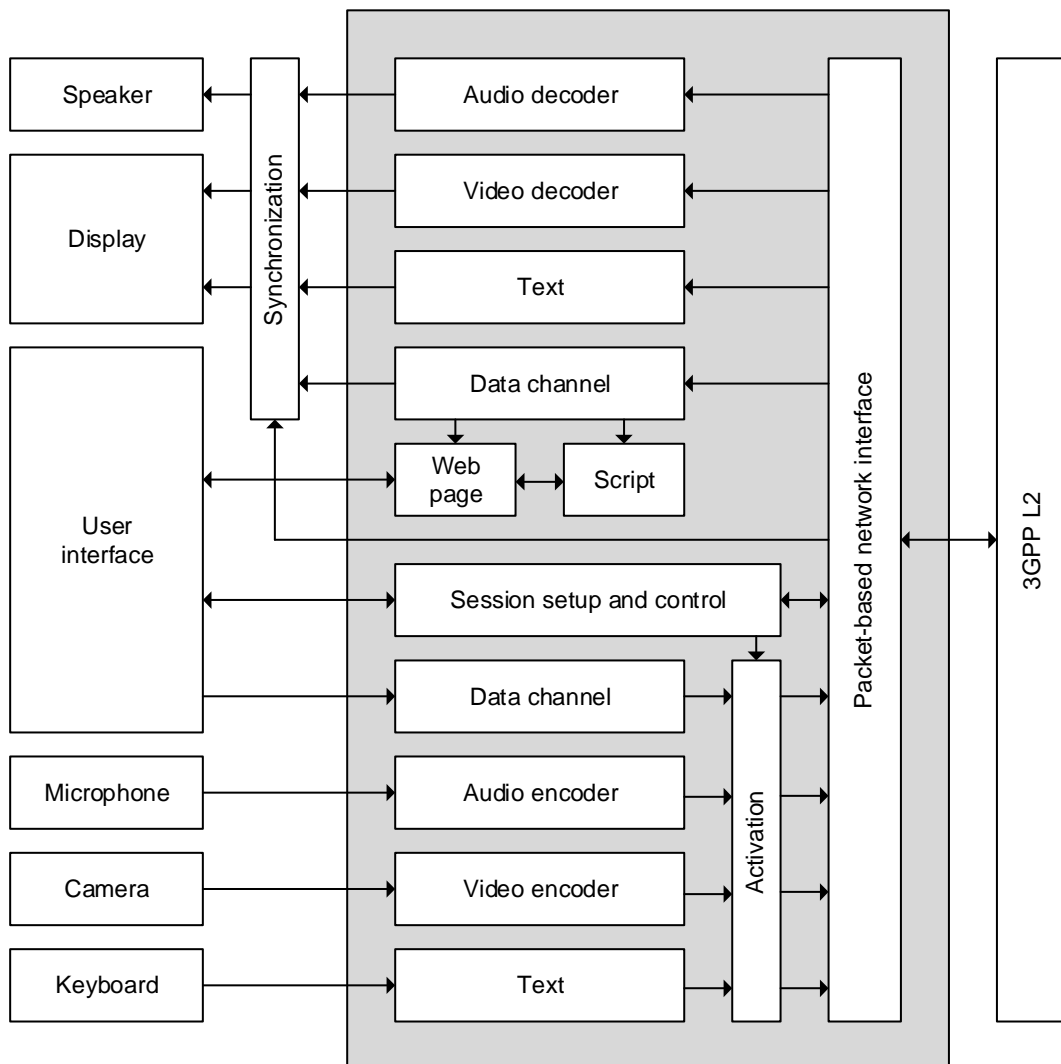 Speaker
Audio decoder
Video decoder
Display
Synchronization
Text
Data channel
Web
page
Script
User
interface
Session setup and control
Packet-based network interface
3GPP L2
Data channel
Microphone
Audio encoder
Activation
Camera
Video encoder
Keyboard
Text